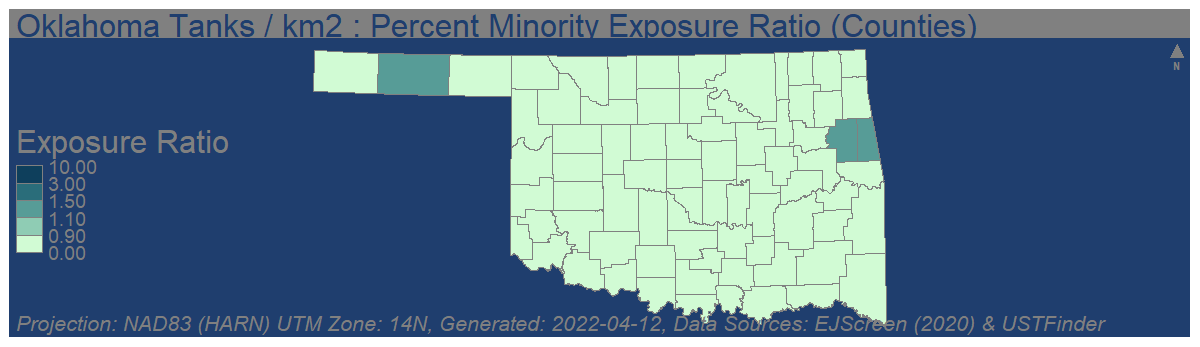 Oklahoma Tanks / km2 : Percent Minority Exposure Ratio (Counties)
N
Exposure Ratio
10.00
3.00
1.50
1.10
0.90
0.00
Projection: NAD83 (HARN) UTM Zone: 14N, Generated: 2022-04-12, Data Sources: EJScreen (2020) & USTFinder